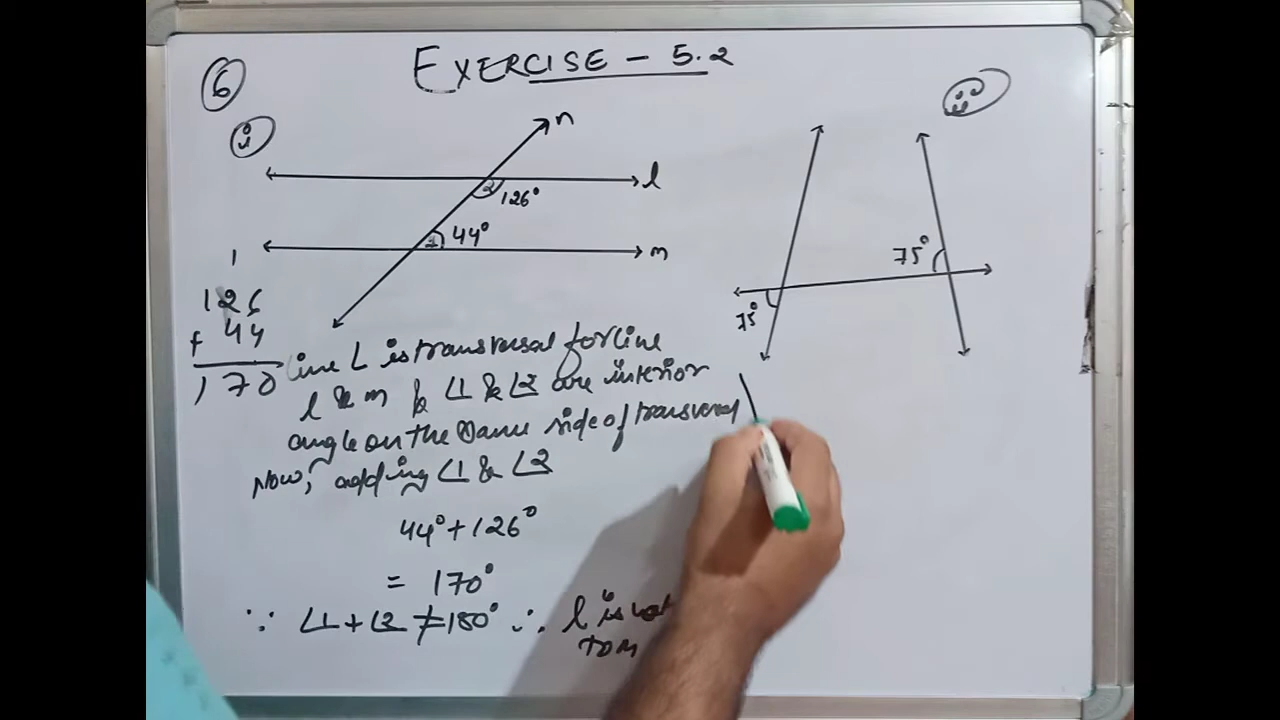 EXERCISE - 5.2
6
i
n
l
2 126°
1 44°
m
ii
75°
75°
1
126
+ 44
170
line L is transversal for line
l & m & ∠1 & ∠2 are interior
angle on the same side of transversal
Now, adding ∠1 & ∠2
44° + 126°
= 170°
∵ ∠1 + ∠2 ≠ 180° ∴ l is not
to m